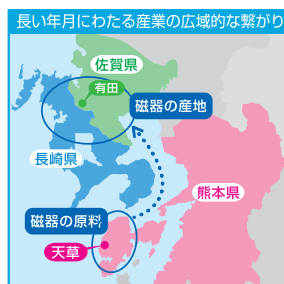 長い年月にわたる産業の広域的な繋がり
佐賀県
有田
磁器の産地
長崎県
熊本県
磁器の原料
天草